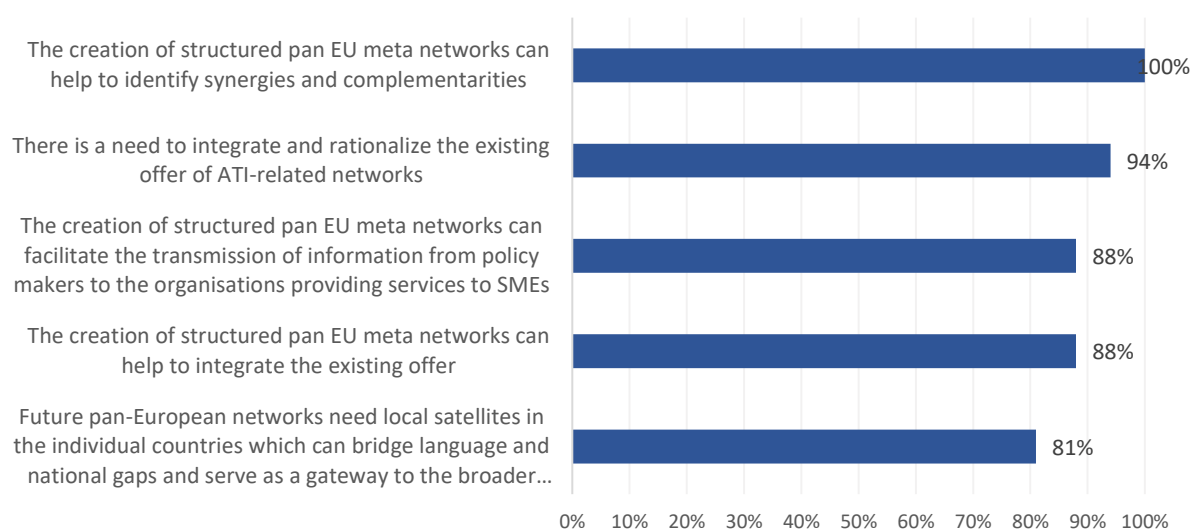 The creation of structured pan EU meta networks can
help to identify synergies and complementarities
100%
There is a need to integrate and rationalize the existing
offer of ATI-related networks
94%
The creation of structured pan EU meta networks can
facilitate the transmission of information from policy
makers to the organisations providing services to SMEs
88%
The creation of structured pan EU meta networks can
help to integrate the existing offer
88%
Future pan-European networks need local satellites in
the individual countries which can bridge language and
national gaps and serve as a gateway to the broader…
81%
0% 10% 20% 30% 40% 50% 60% 70% 80% 90% 100%